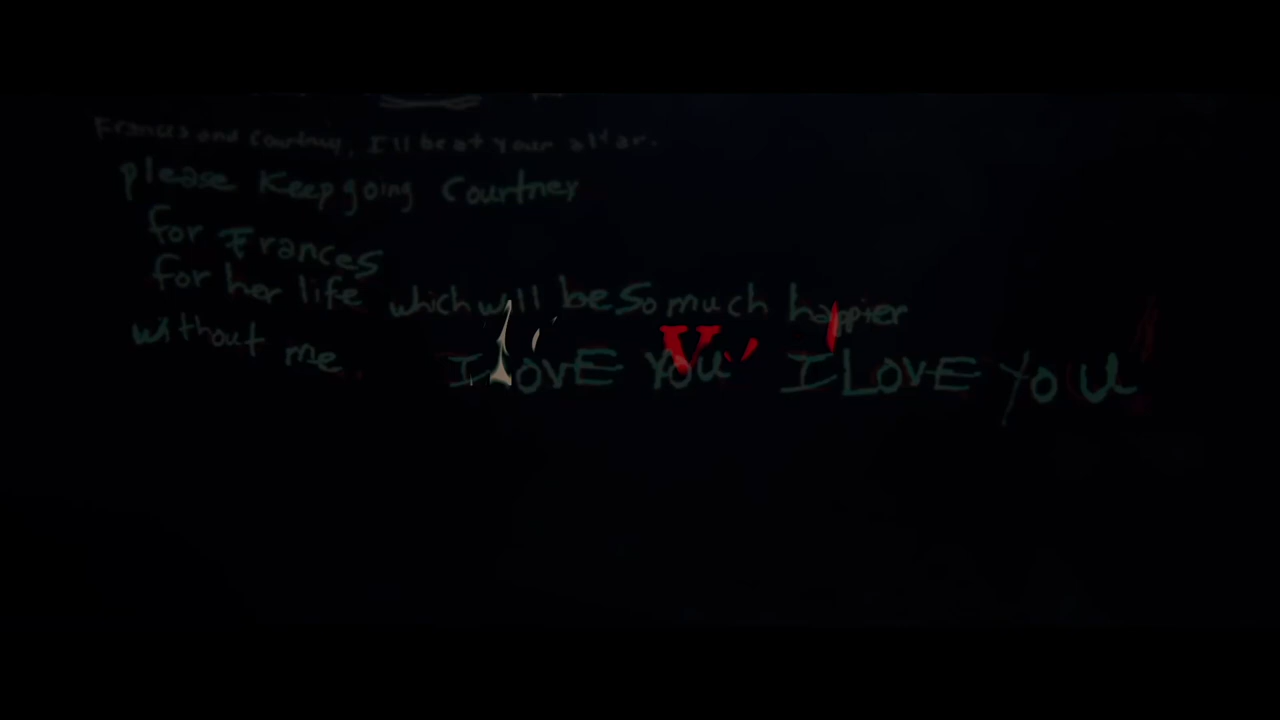 Frances and Courtney, I'll be at your altar.
please Keep going Courtney
for Frances
for her life which will be so much happier
without me. I LOVE YOU. I LOVE YOU!